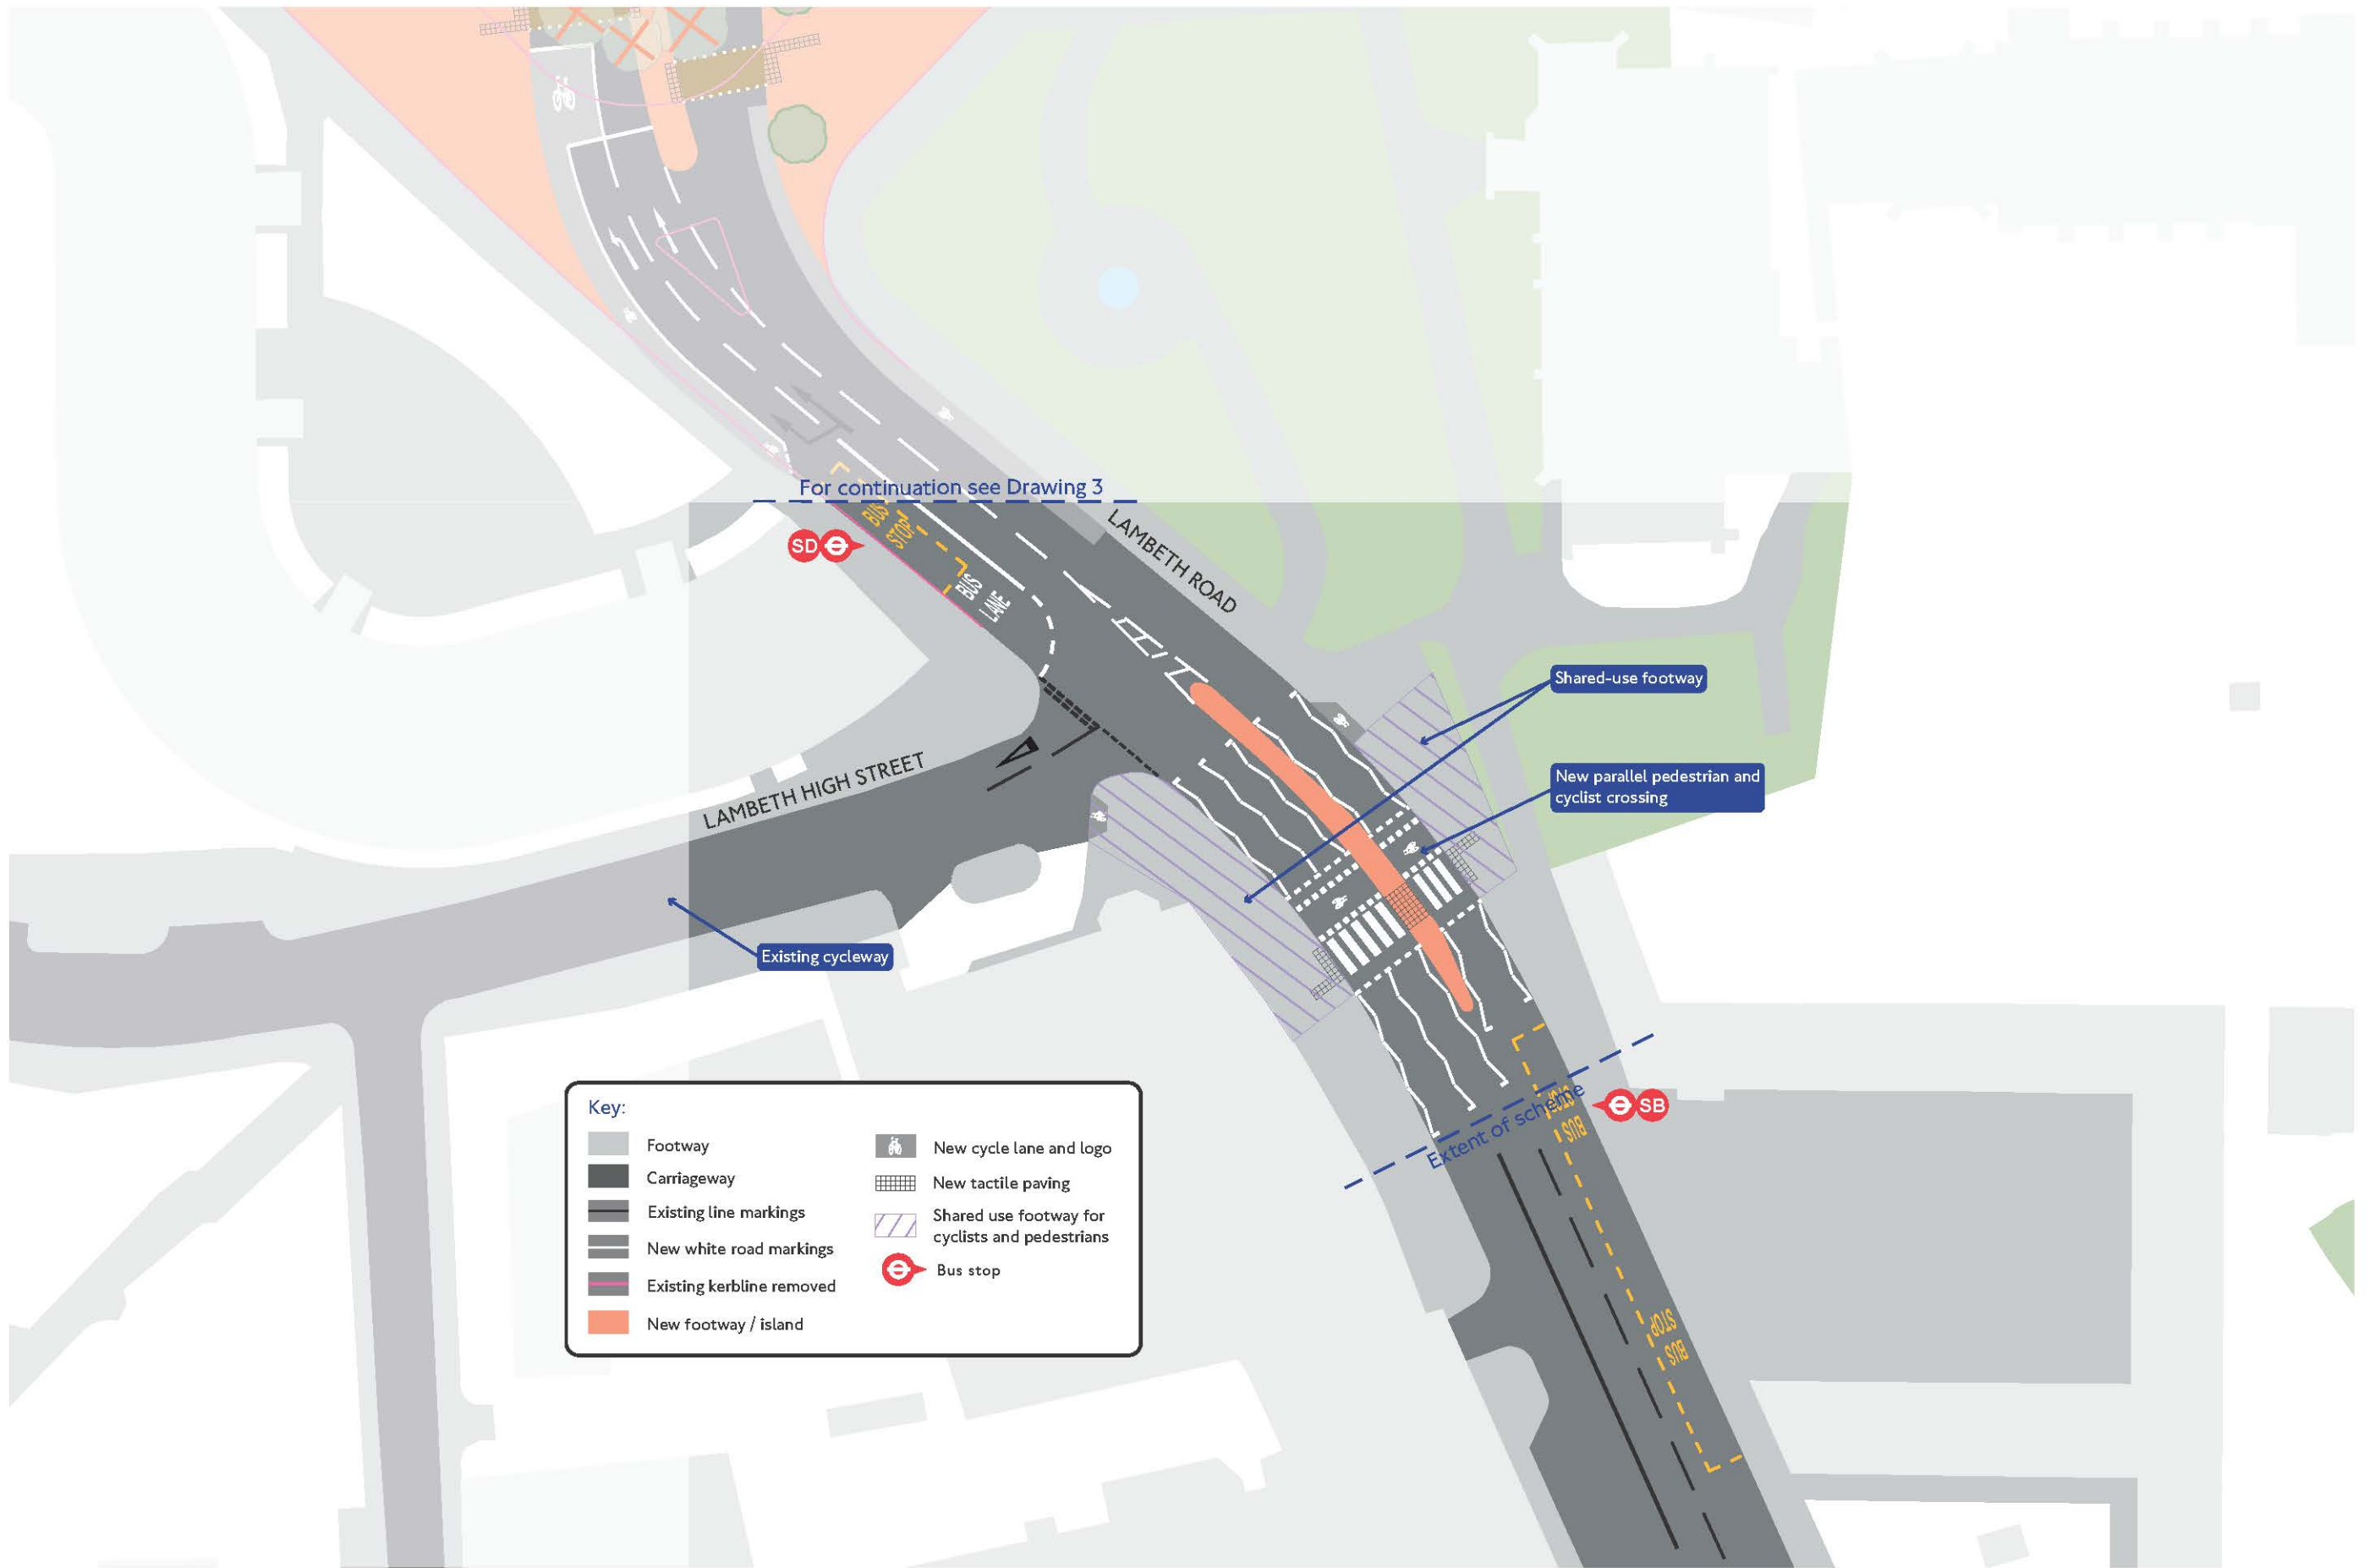 For continuation see Drawing 3
BUS
STOP
SD
LAMBETH ROAD
BUS
LANE
Shared-use footway
New parallel pedestrian and
cyclist crossing
LAMBETH HIGH STREET
Existing cycleway
Extent of scheme
STOP
BUS
SB
STOP
BUS
Key:
Footway
Carriageway
Existing line markings
New white road markings
Existing kerbline removed
New footway / island
New cycle lane and logo
New tactile paving
Shared use footway for
cyclists and pedestrians
Bus stop